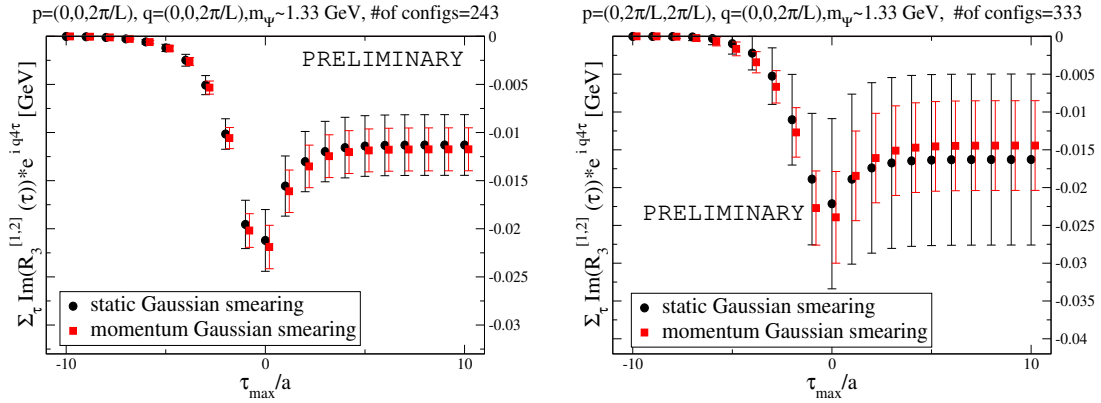 p=(0,0,2π/L), q=(0,0,2π/L),m_Ψ~1.33 GeV, #of configs=243
PRELIMINARY
Σ_τ Im(R_3^[1,2](τ))*e^{i q4τ} [GeV]
0
-0.005
-0.01
-0.015
-0.02
-0.025
-0.03
static Gaussian smearing
momentum Gaussian smearing
-10
0
10
τ_max/a
p=(0,2π/L,2π/L), q=(0,0,2π/L),m_Ψ~1.33 GeV, #of configs=333
PRELIMINARY
Σ_τ Im(R_3^[1.2](τ))*e^{i q4τ} [GeV]
0
-0.005
-0.01
-0.015
-0.02
-0.025
-0.03
-0.035
-0.04
static Gaussian smearing
momentum Gaussian smearing
-10
0
10
τ_max/a